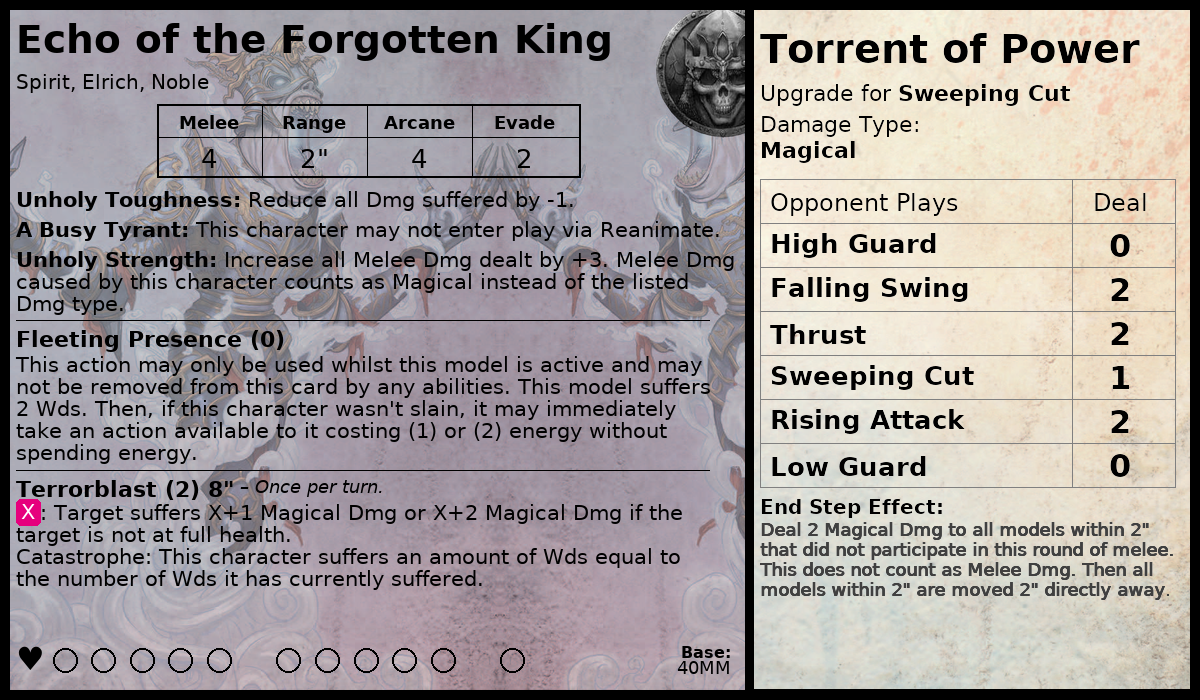 Echo of the Forgotten King
Spirit, Elrich, Noble
Melee Range Arcane Evade
4 2" 4 2
Unholy Toughness: Reduce all Dmg suffered by -1.
A Busy Tyrant: This character may not enter play via Reanimate.
Unholy Strength: Increase all Melee Dmg dealt by +3. Melee Dmg
caused by this character counts as Magical instead of the listed
Dmg type.
Fleeting Presence (0)
This action may only be used whilst this model is active and may
not be removed from this card by any abilities. This model suffers
2 Wds. Then, if this character wasn't slain, it may immediately
take an action available to it costing (1) or (2) energy without
spending energy.
Terrorblast (2) 8" – Once per turn.
X: Target suffers X+1 Magical Dmg or X+2 Magical Dmg if the
target is not at full health.
Catastrophe: This character suffers an amount of Wds equal to
the number of Wds it has currently suffered.
Base:
40MM
Torrent of Power
Upgrade for Sweeping Cut
Damage Type:
Magical
Opponent Plays Deal
High Guard 0
Falling Swing 2
Thrust 2
Sweeping Cut 1
Rising Attack 2
Low Guard 0
End Step Effect:
Deal 2 Magical Dmg to all models within 2"
that did not participate in this round of melee.
This does not count as Melee Dmg. Then all
models within 2" are moved 2" directly away.